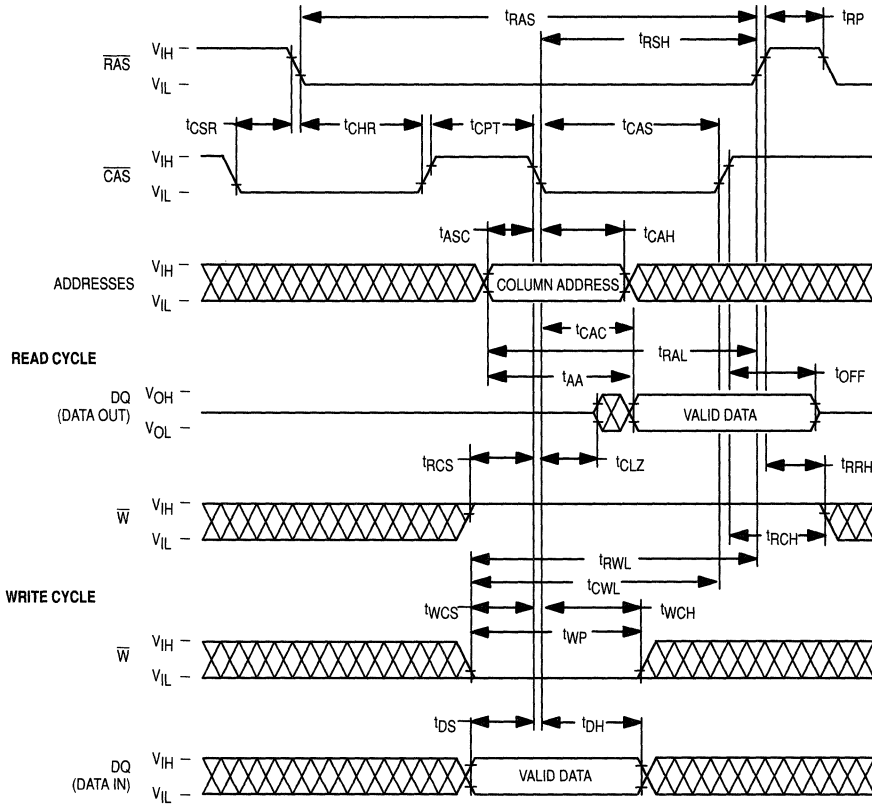 tRAS
tRP
tRSH
RAS
VIH
VIL
tCSR
tCHR
tCPT
tCAS
CAS
VIH
VIL
tASC
tCAH
ADDRESSES
VIH
VIL
COLUMN ADDRESS
tCAC
READ CYCLE
tRAL
tAA
tOFF
DQ
(DATA OUT)
VOH
VOL
VALID DATA
tRCS
tCLZ
tRRH
W
VIH
VIL
tRCH
tRWL
tCWL
WRITE CYCLE
tWCS
tWCH
tWP
W
VIH
VIL
tDS
tDH
DQ
(DATA IN)
VIH
VIL
VALID DATA